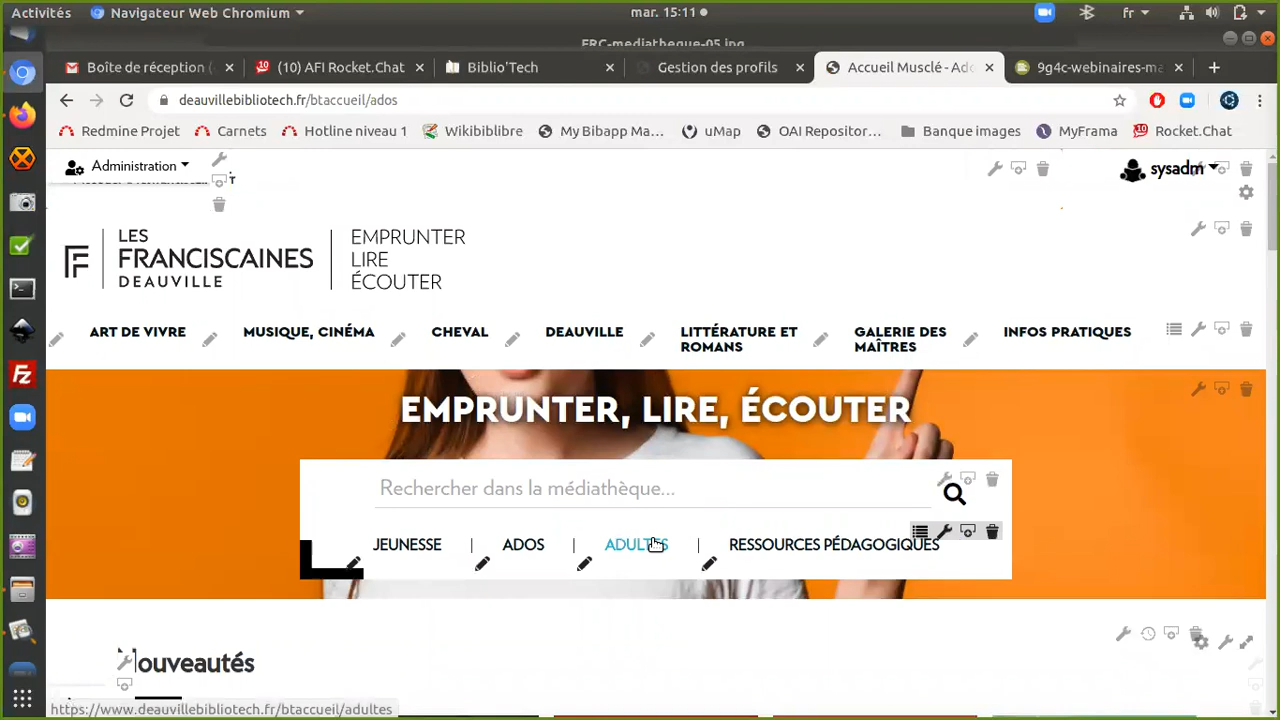 Activités
Navigateur Web Chromium
mar. 15:11
fr
FRC-mediatheque-05.jpg
Boîte de réception (
(10) AFI Rocket.Chat
Biblio'Tech
Gestion des profils
Accueil Musclé - Ado
9g4c-webinaires-ma
deauvillebibliotech.fr/btaccueil/ados
Redmine Projet
Carnets
Hotline niveau 1
Wikibiblibre
My Bibapp Ma...
uMap
OAI Repositor...
Banque images
MyFrama
Rocket.Chat
Administration
sysadm
LES
FRANCISCAINES
DEAUVILLE
EMPRUNTER
LIRE
ÉCOUTER
ART DE VIVRE
MUSIQUE, CINÉMA
CHEVAL
DEAUVILLE
LITTÉRATURE ET
ROMANS
GALERIE DES
MAÎTRES
INFOS PRATIQUES
EMPRUNTER, LIRE, ÉCOUTER
Rechercher dans la médiathèque...
JEUNESSE | ADOS | ADULTES | RESSOURCES PÉDAGOGIQUES
ouveautés
https://www.deauvillebibliotech.fr/btaccueil/adultes